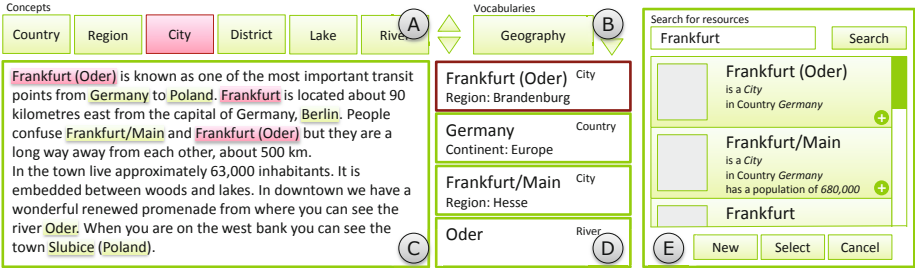 Concepts
Country Region City District Lake River A
Vocabularies
Geography B
Frankfurt (Oder) is known as one of the most important transit
points from Germany to Poland. Frankfurt is located about 90
kilometres east from the capital of Germany, Berlin. People
confuse Frankfurt/Main and Frankfurt (Oder) but they are a
long way away from each other, about 500 km.
In the town live approximately 63,000 inhabitants. It is
embedded between woods and lakes. In downtown we have a
wonderful renewed promenade from where you can see the
river Oder. When you are on the west bank you can see the
town Slubice (Poland).
C
Frankfurt (Oder) City
Region: Brandenburg
Germany Country
Continent: Europe
Frankfurt/Main City
Region: Hesse
Oder River
D
Search for resources
Frankfurt Search
Frankfurt (Oder)
is a City
in Country Germany
Frankfurt/Main
is a City
in Country Germany
has a population of 680,000
Frankfurt
E New Select Cancel